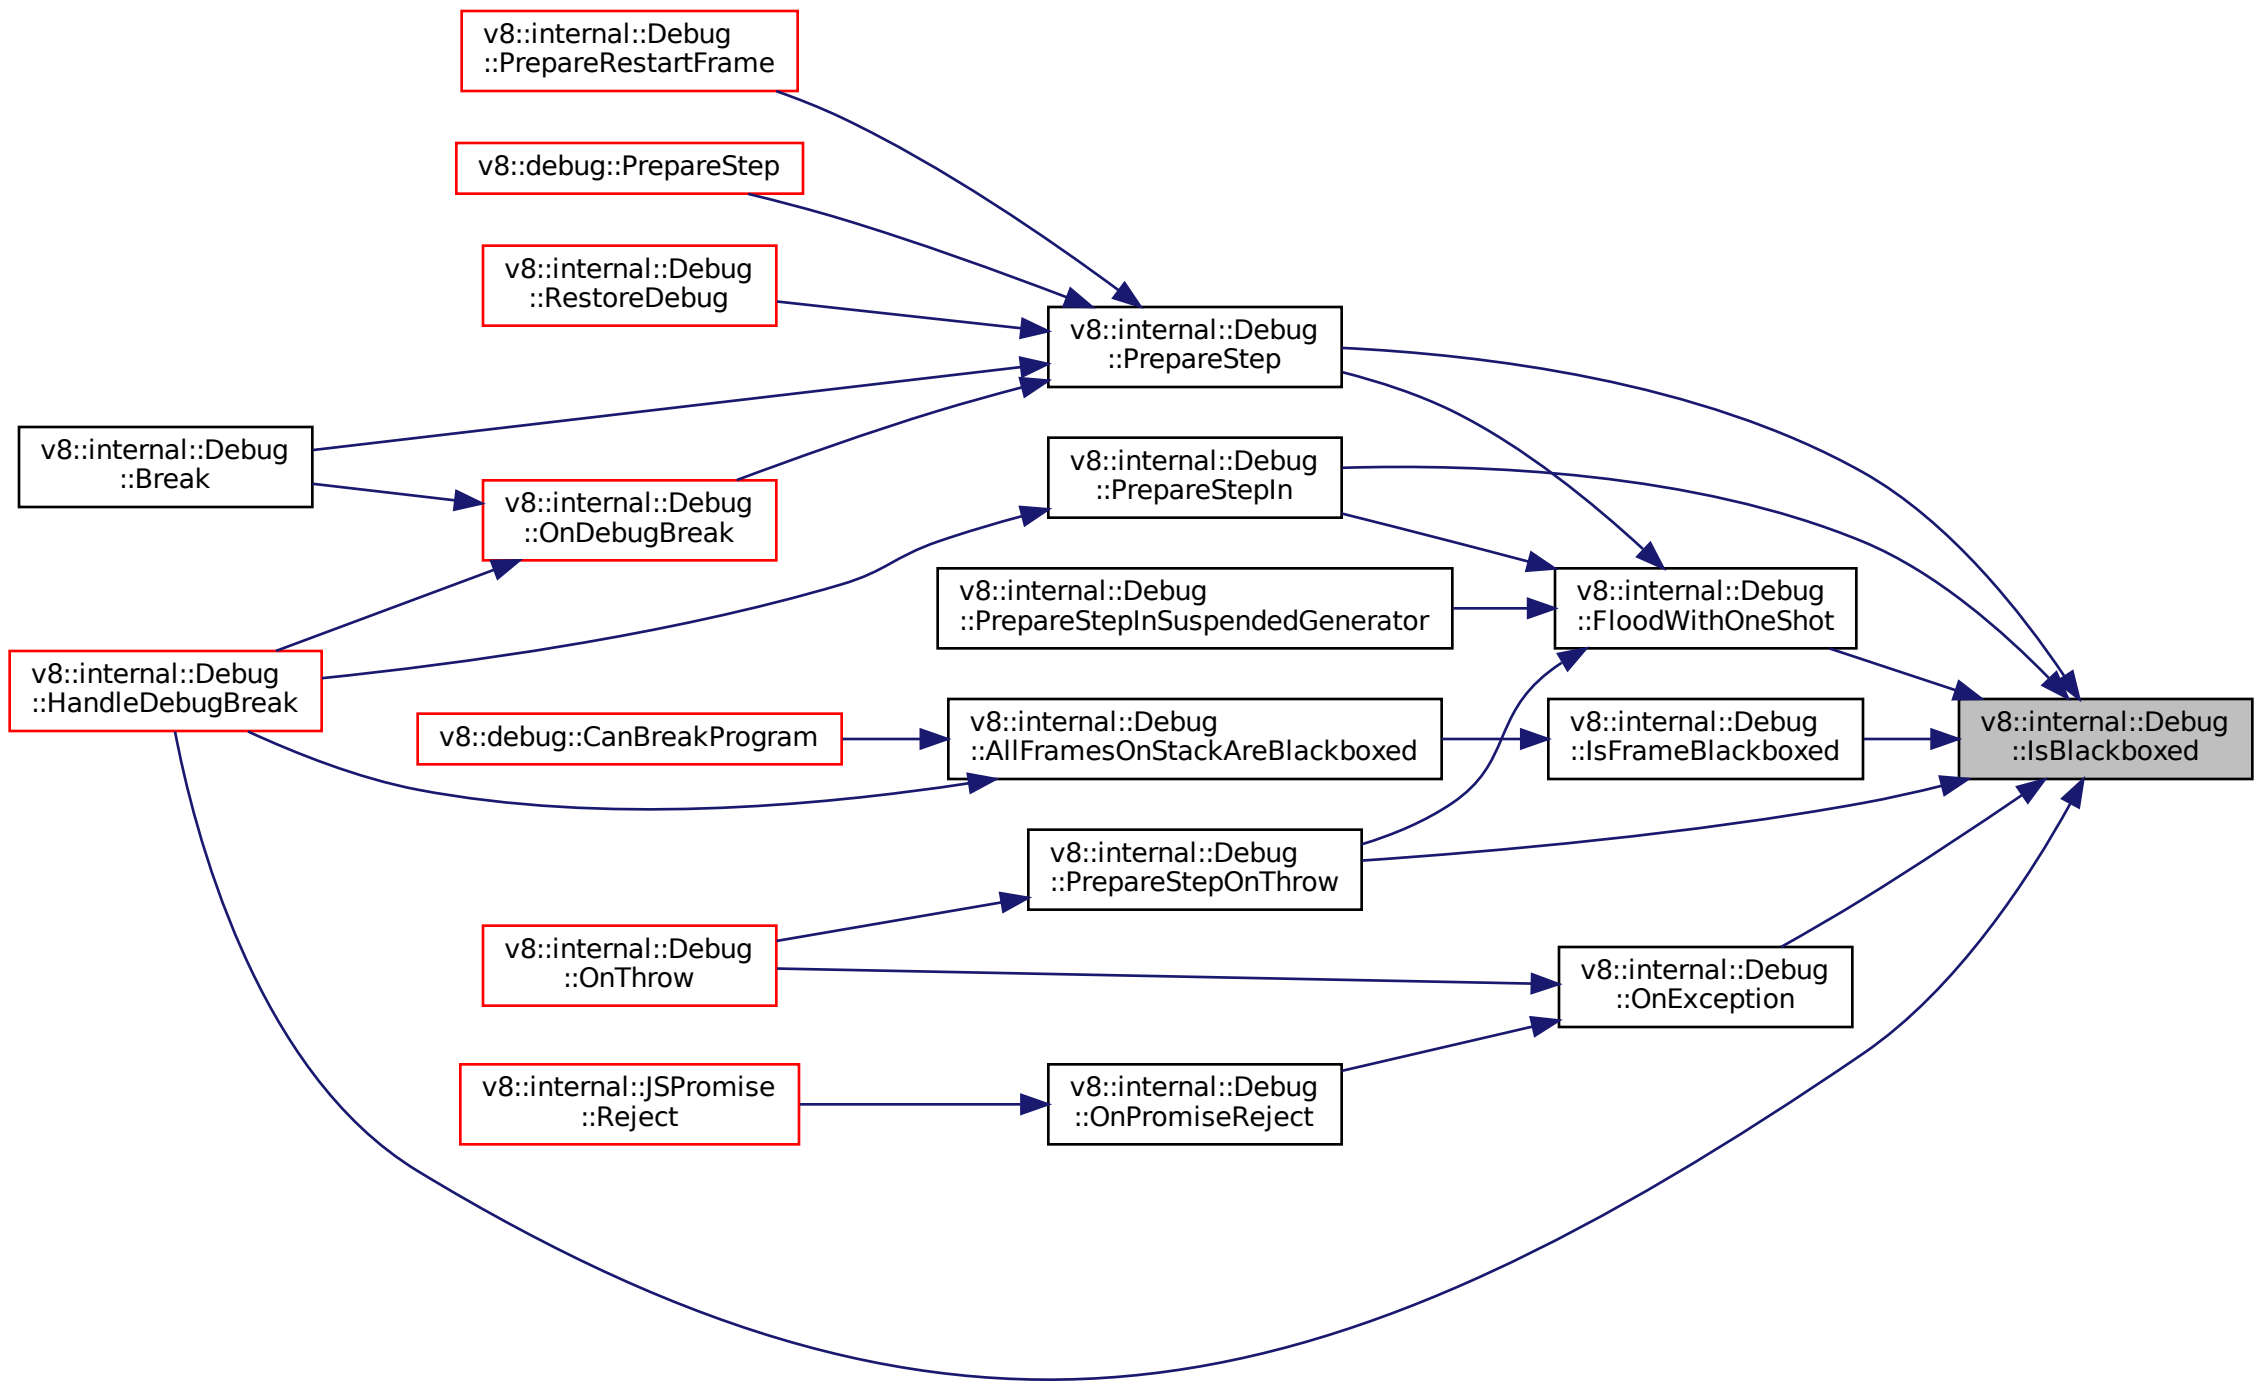 v8::internal::Debug
::PrepareRestartFrame
v8::debug::PrepareStep
v8::internal::Debug
::RestoreDebug
v8::internal::Debug
::PrepareStep
v8::internal::Debug
::Break
v8::internal::Debug
::PrepareStepIn
v8::internal::Debug
::OnDebugBreak
v8::internal::Debug
::PrepareStepInSuspendedGenerator
v8::internal::Debug
::FloodWithOneShot
v8::internal::Debug
::HandleDebugBreak
v8::debug::CanBreakProgram
v8::internal::Debug
::AllFramesOnStackAreBlackboxed
v8::internal::Debug
::IsFrameBlackboxed
v8::internal::Debug
::IsBlackboxed
v8::internal::Debug
::PrepareStepOnThrow
v8::internal::Debug
::OnThrow
v8::internal::Debug
::OnException
v8::internal::JSPromise
::Reject
v8::internal::Debug
::OnPromiseReject